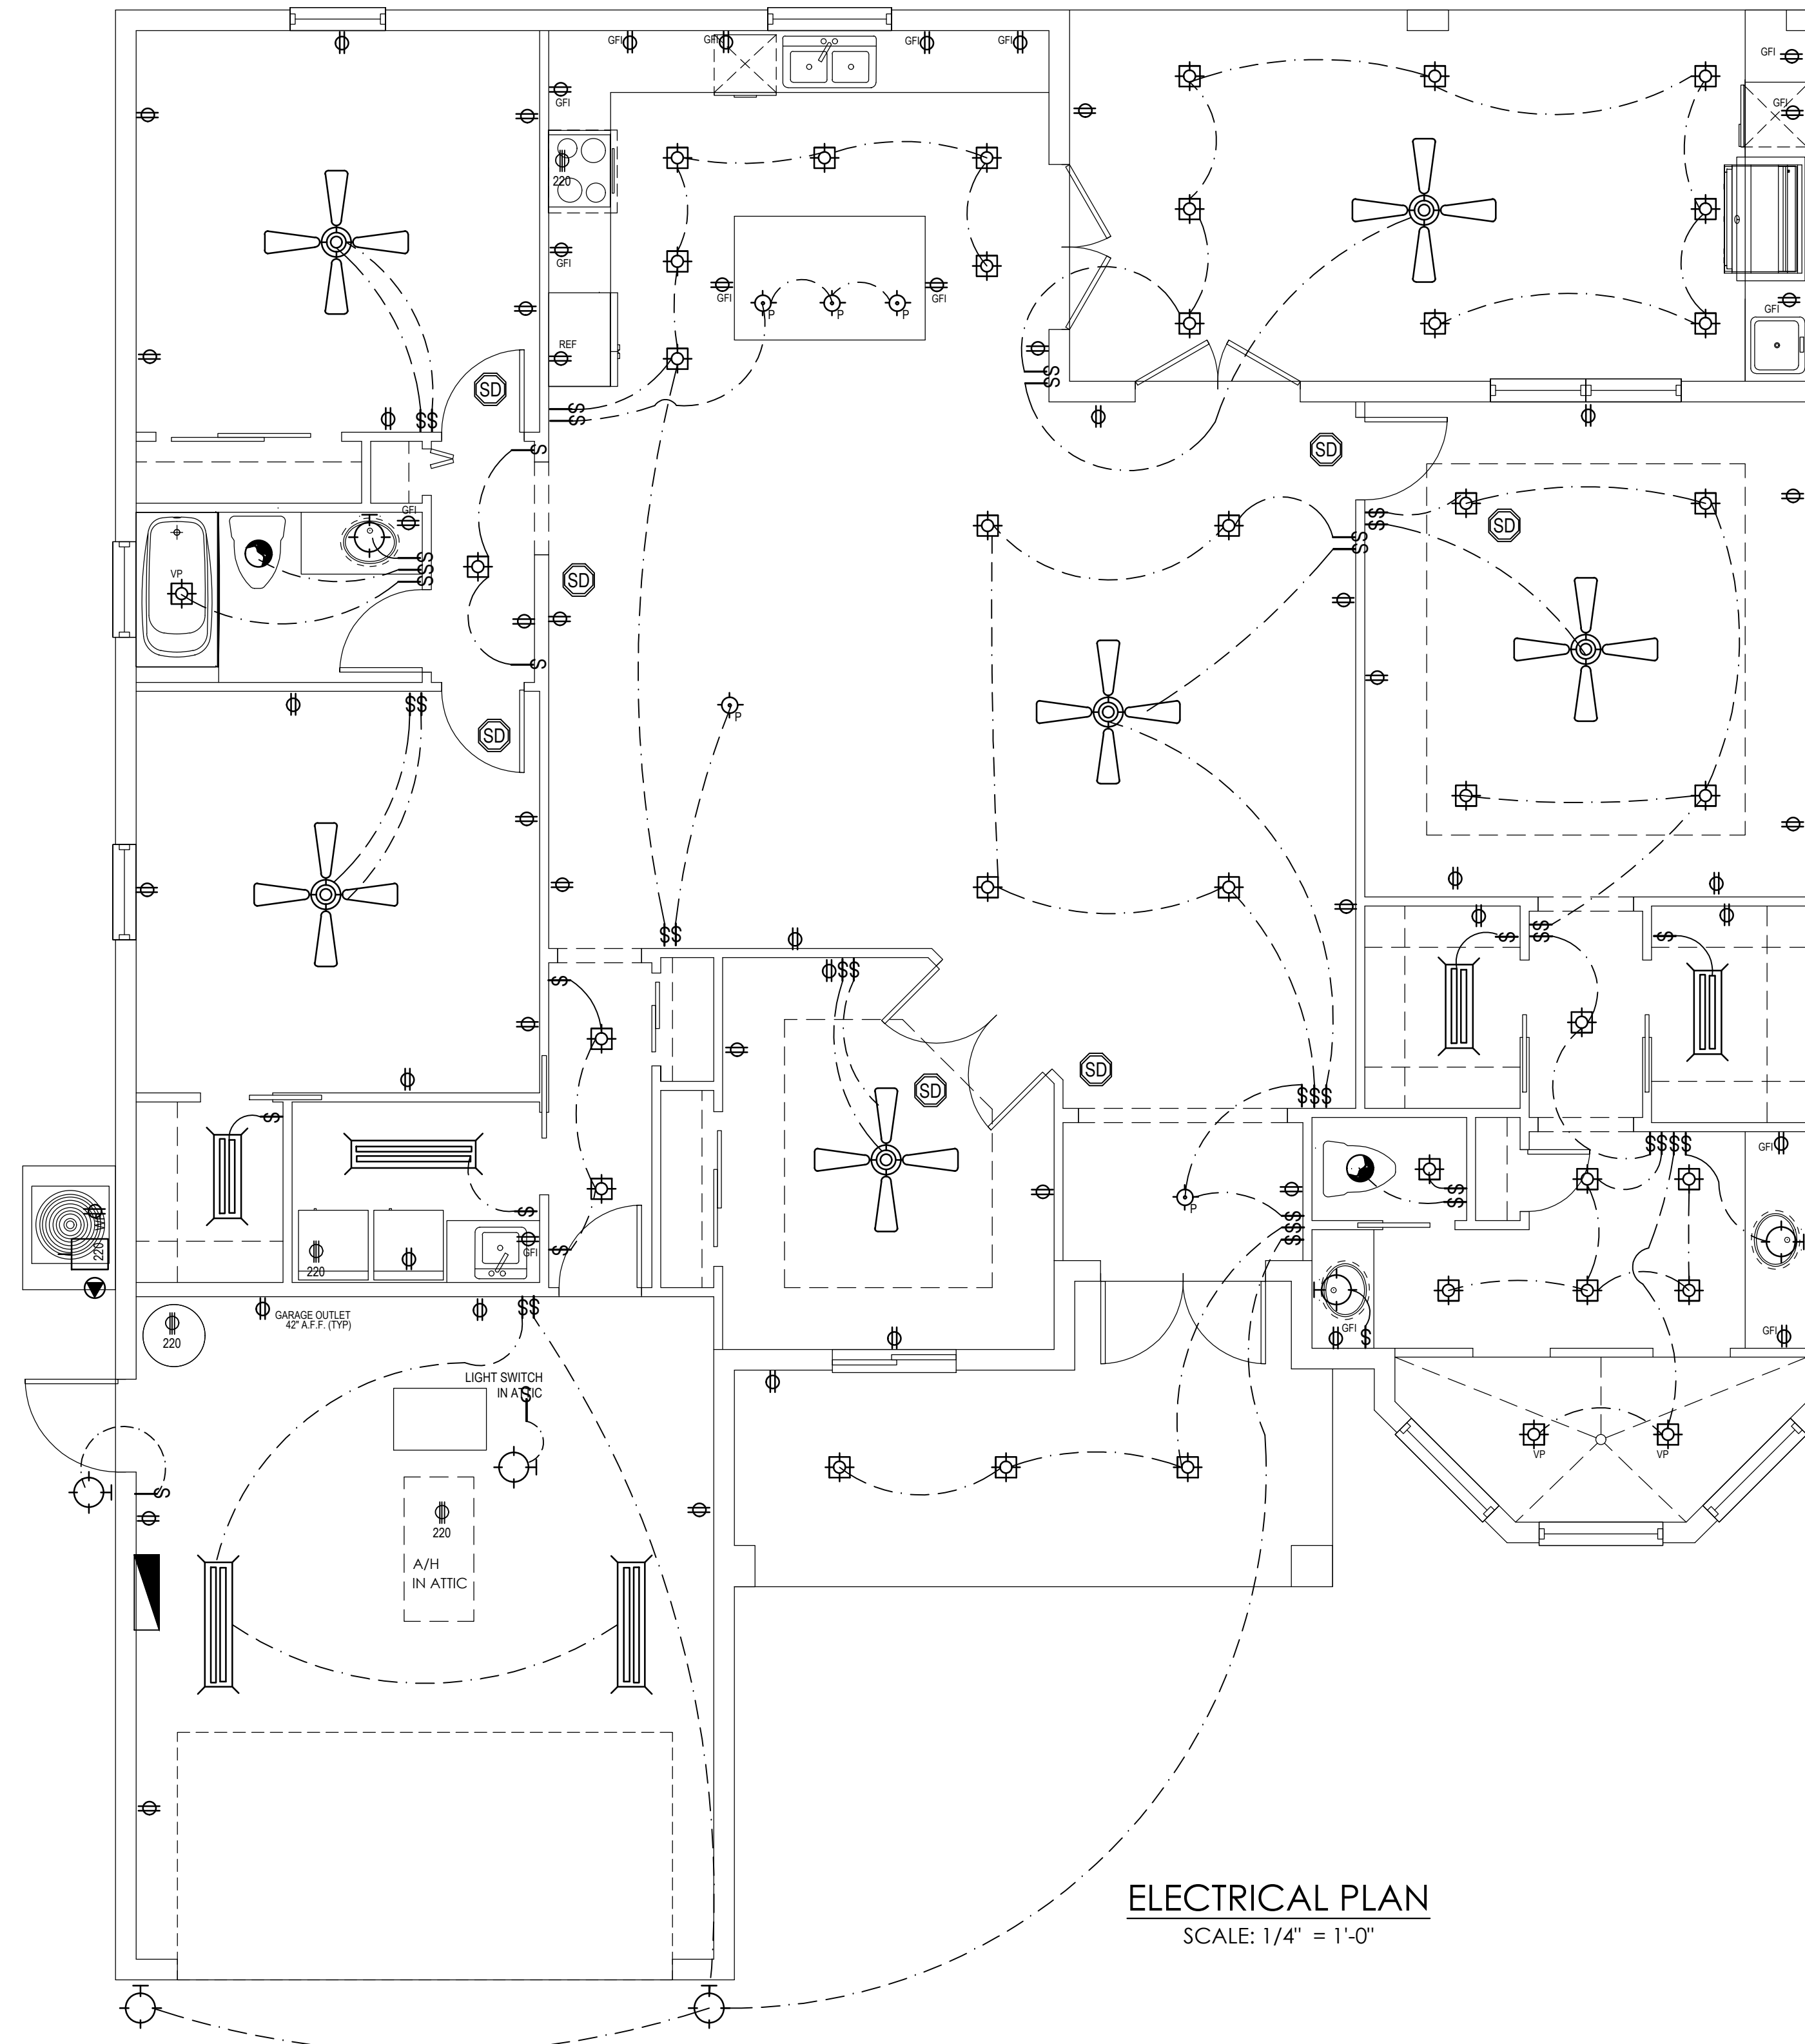 GFI
GFI
GFI
GFI
GFI
GFI
GFI
220
GFI
GFI
GFI
P
P
P
REF
GFI
SD
SD
SD
GFI
SD
VP
SD
P
SD
SD
SD
GFI
P
220
220
GFI
GARAGE OUTLET
42" A.F.F. (TYP)
220
GFI
GFI
LIGHT SWITCH
IN ATTIC
VP
VP
220
A/H
IN ATTIC
ELECTRICAL PLAN
SCALE: 1/4" = 1'-0"